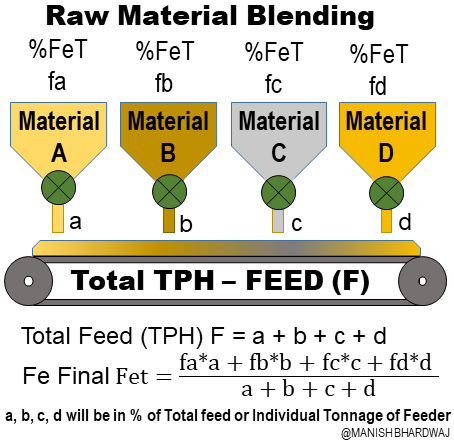 Raw Material Blending
%FeT %FeT %FeT %FeT
fa fb fc fd
Material Material Material Material
A B C D
a b c d
Total TPH – FEED (F)
Total Feed (TPH) F = a + b + c + d
Fe Final Fet = fa*a + fb*b + fc*c + fd*d
a + b + c + d
a, b, c, d will be in % of Total feed or Individual Tonnage of Feeder
@MANISH BHARDWAJ